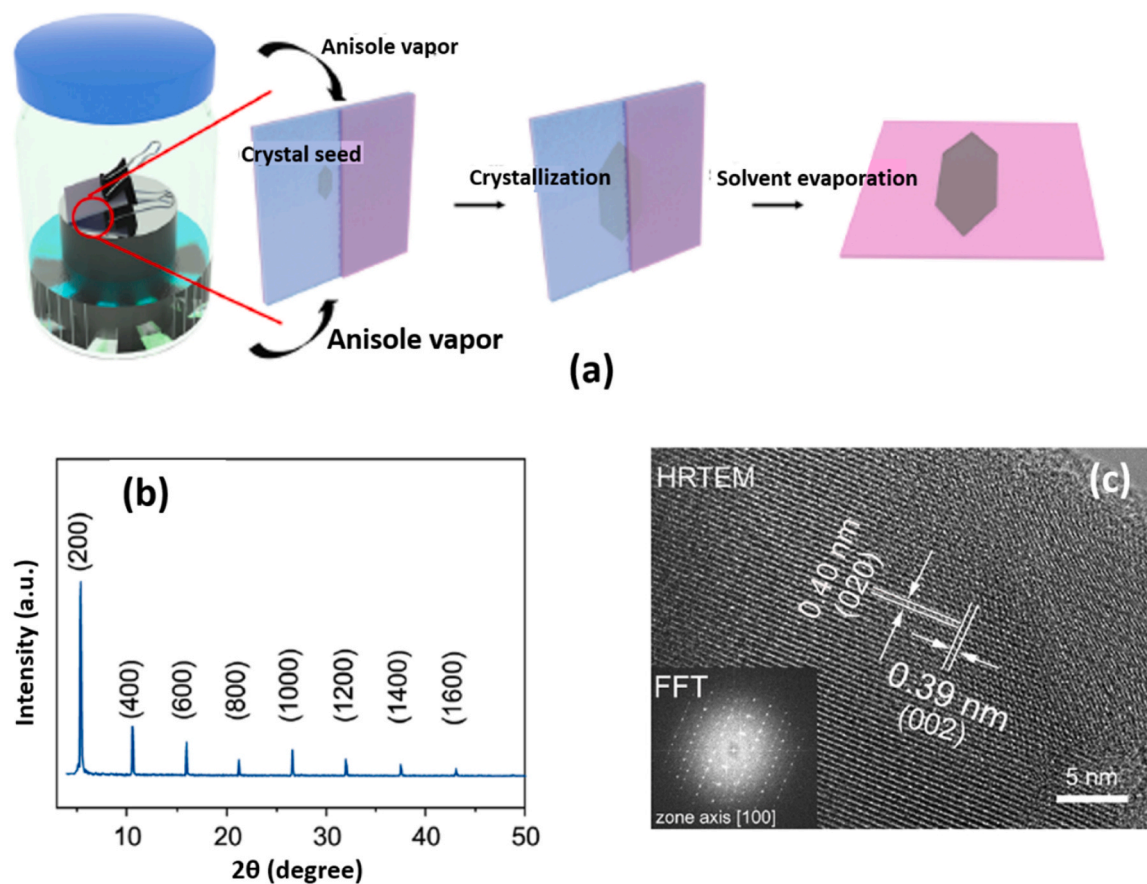 Anisole vapor
Crystal seed
Crystallization
Solvent evaporation
Anisole vapor
(a)
(b)
(200)
(400)
(600)
(800)
(1000)
(1200)
(1400)
(1600)
Intensity (a.u.)
10
20
30
40
50
2θ (degree)
HRTEM
(c)
0.40 nm
(020)
0.39 nm
(002)
FFT
zone axis [100]
5 nm